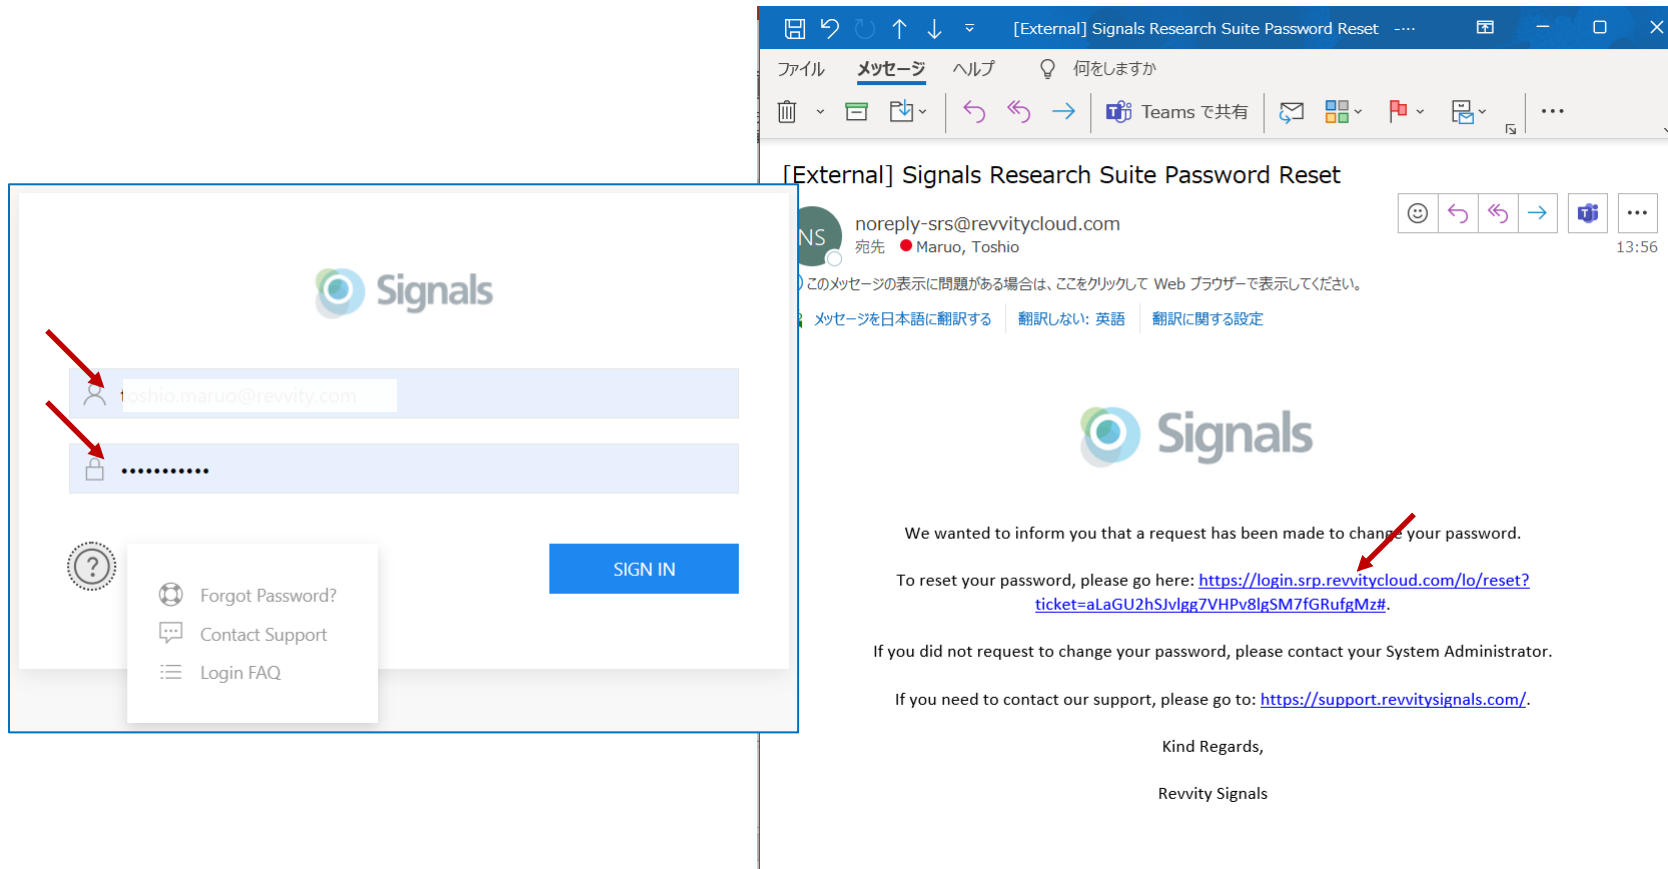 Signals
toshio.maruo@revvity.com
•••••••••••
?
SIGN IN
Forgot Password?
Contact Support
Login FAQ
[External] Signals Research Suite Password Reset -…
ファイル メッセージ ヘルプ 何をしますか
Teams で共有
[External] Signals Research Suite Password Reset
NS
noreply-srs@revvitycloud.com
宛先 Maruo, Toshio
13:56
このメッセージの表示に問題がある場合は、ここをクリックして Web ブラウザーで表示してください。
メッセージを日本語に翻訳する 翻訳しない: 英語 翻訳に関する設定
Signals
We wanted to inform you that a request has been made to change your password.
To reset your password, please go here: https://login.srp.revvitycloud.com/lo/reset?
ticket=aLaGU2hSJvlgg7VHPv8lgSM7fGRufgMz#.
If you did not request to change your password, please contact your System Administrator.
If you need to contact our support, please go to: https://support.revvitysignals.com/.
Kind Regards,
Revvity Signals